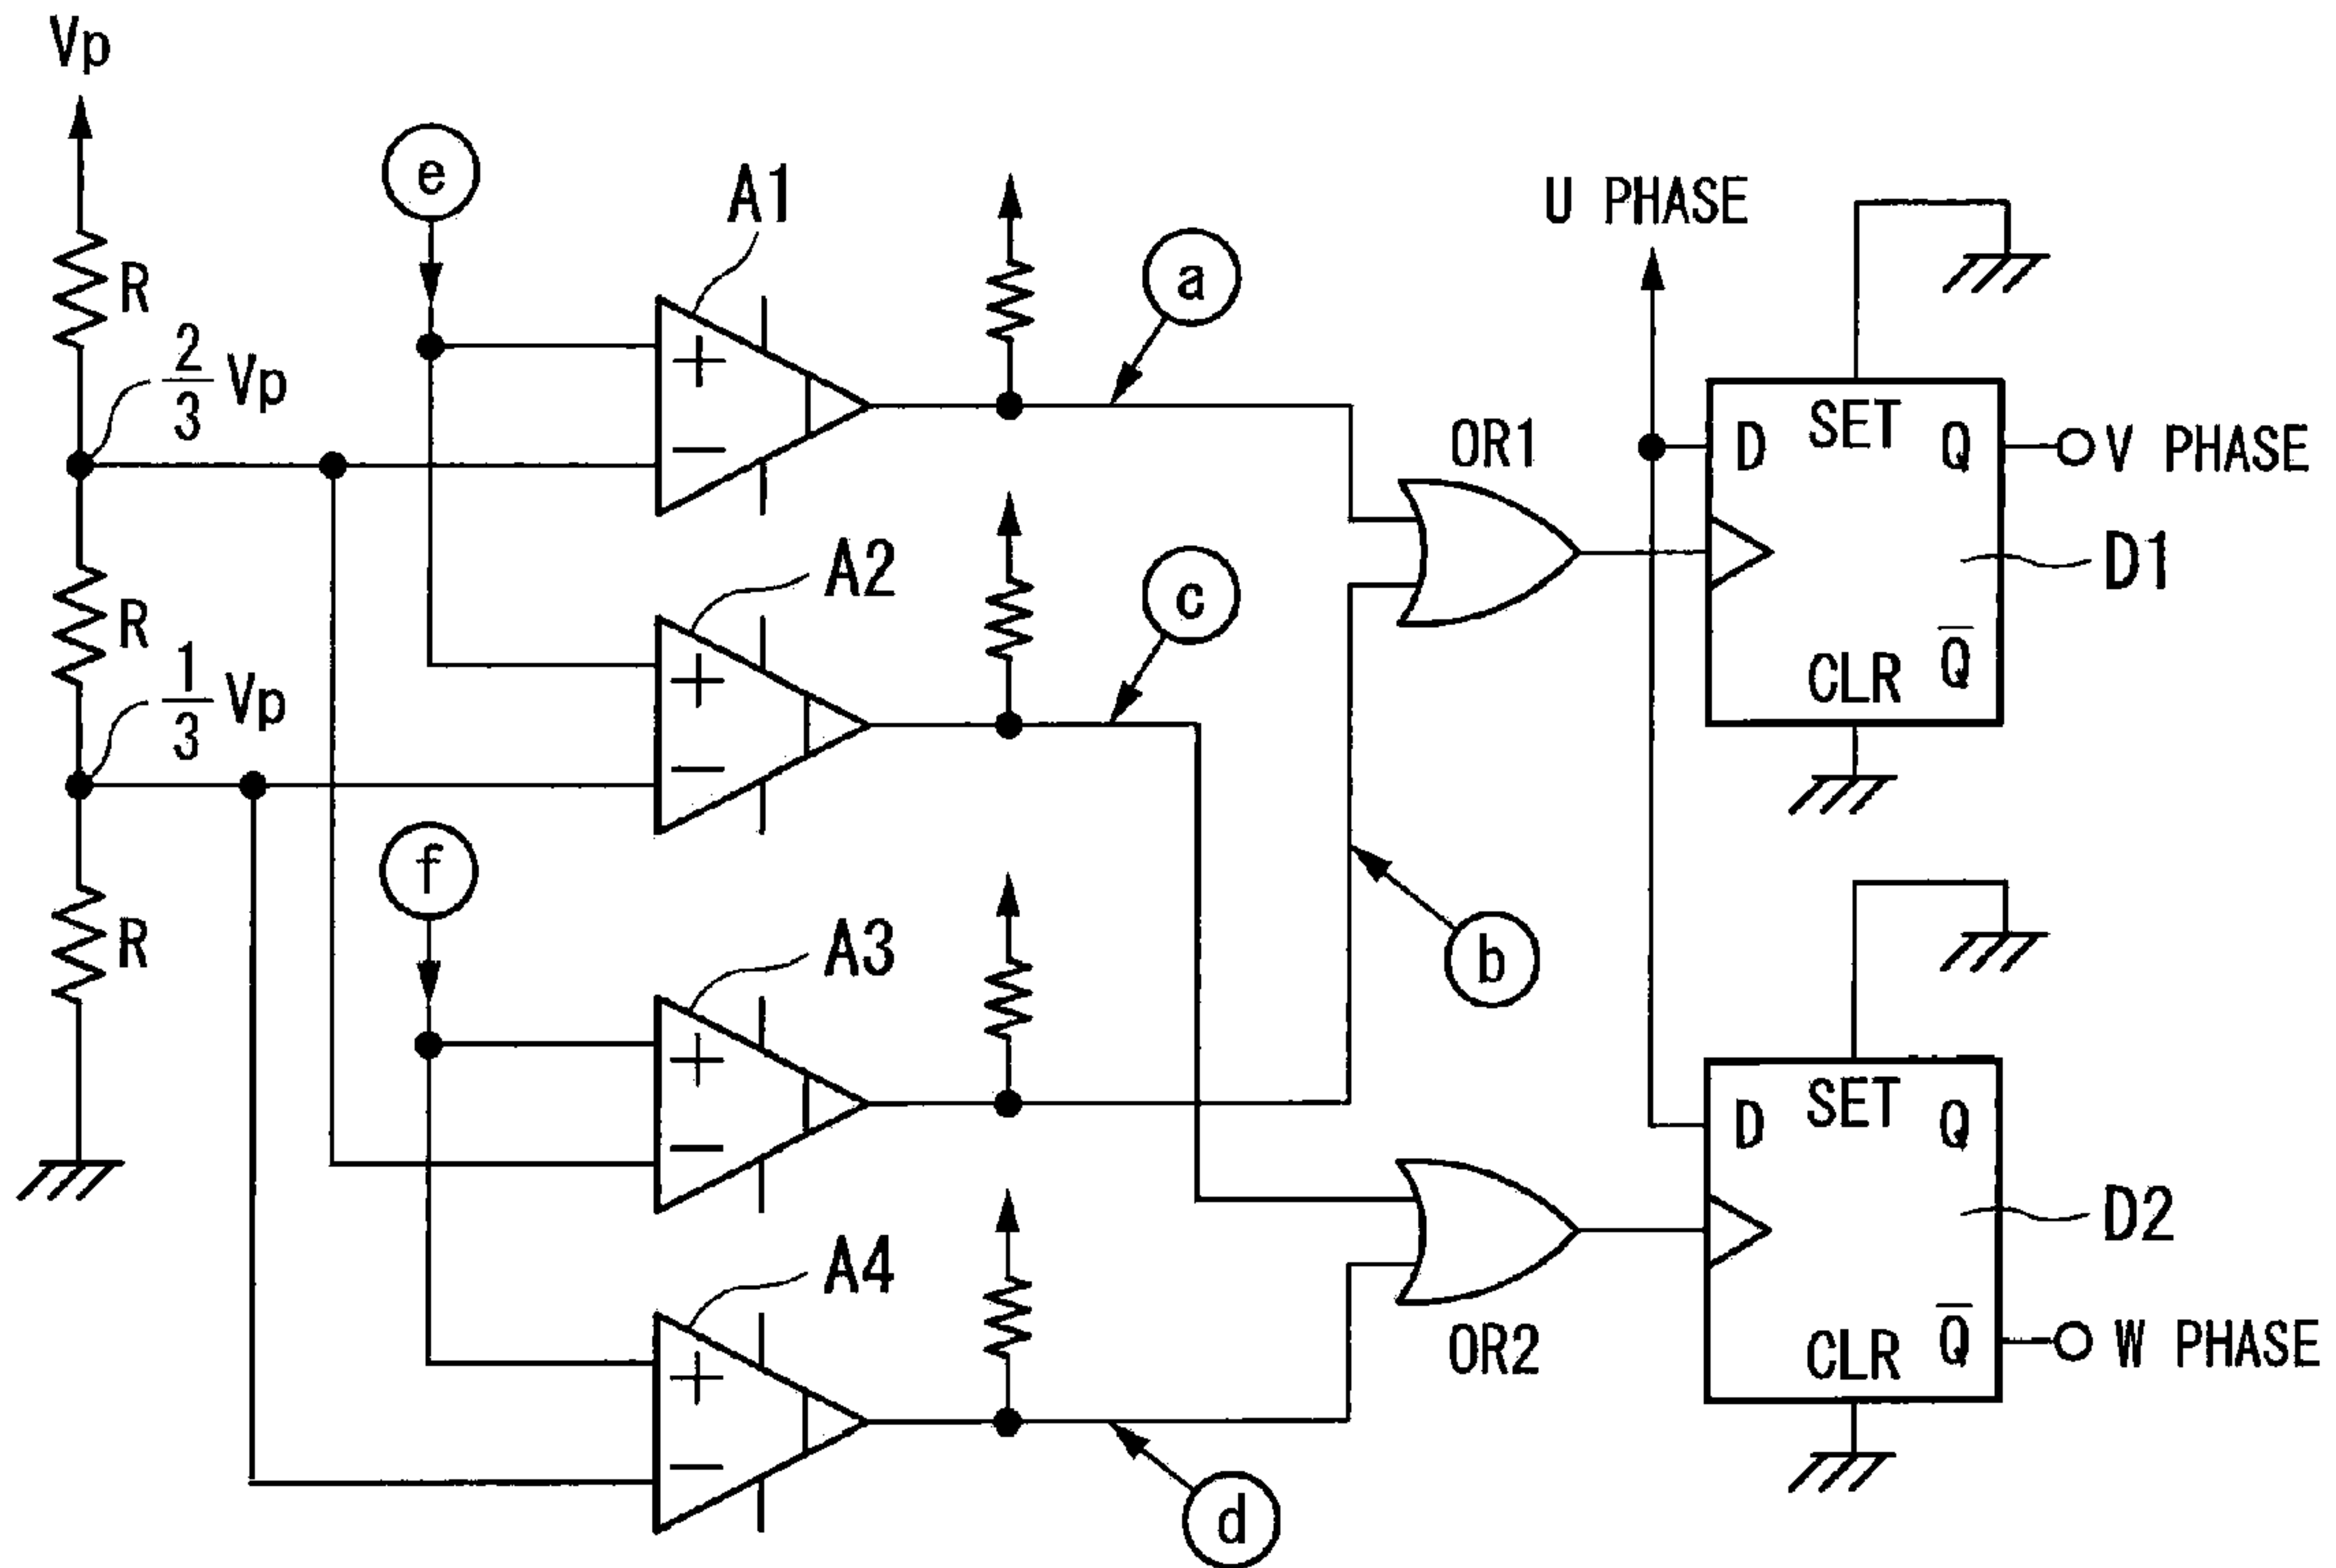 Vp
e
A1
a
U PHASE
R
2/3 Vp
+
−
OR1
D
SET
Q
V PHASE
A2
c
D1
R
1/3 Vp
+
−
CLR
Q̅
f
A3
b
R
+
−
D
SET
Q
A4
D2
OR2
+
−
CLR
Q̅
W PHASE
d